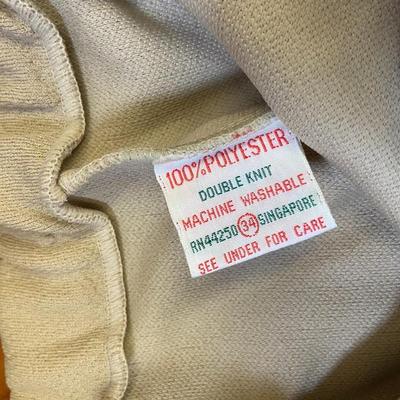 100% POLYESTER
DOUBLE KNIT
MACHINE WASHABLE
RN44250 34 SINGAPORE
SEE UNDER FOR CARE